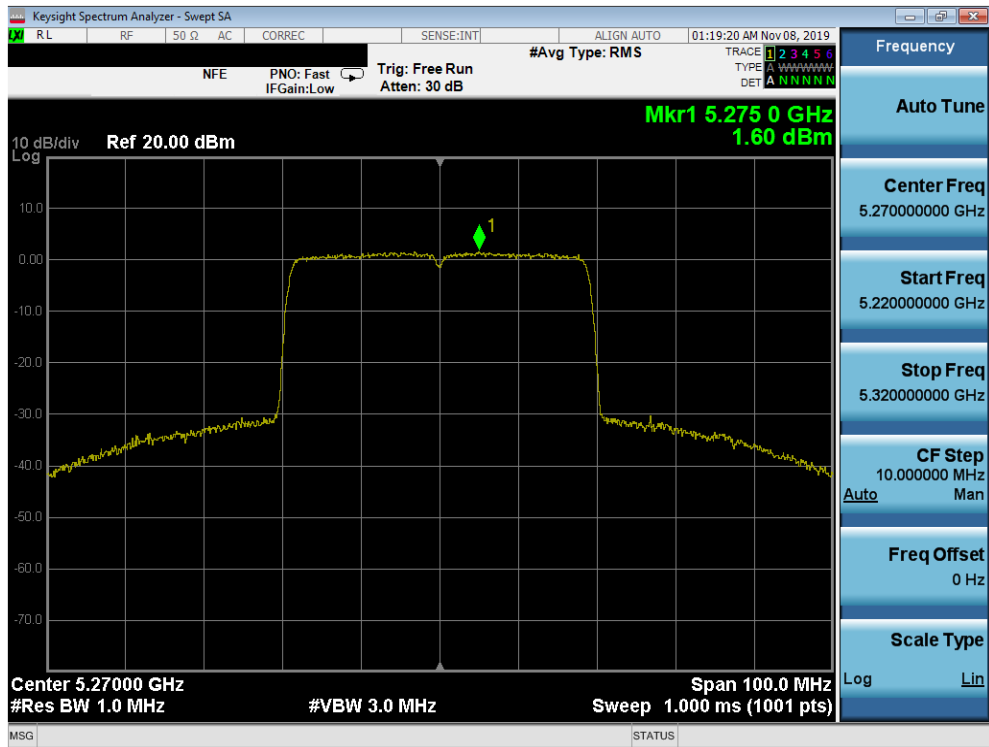 Keysight Spectrum Analyzer - Swept SA
LXI RL RF 50 Ω AC CORREC SENSE:INT ALIGN AUTO 01:19:20 AM Nov 08, 2019
NFE
PNO: Fast
IFGain:Low
Trig: Free Run
Atten: 30 dB
#Avg Type: RMS
TRACE 1 2 3 4 5 6
TYPE A WWWWW
DET A N N N N N
Mkr1 5.275 0 GHz
1.60 dBm
10 dB/div
Log
Ref 20.00 dBm
1
10.0
0.00
-10.0
-20.0
-30.0
-40.0
-50.0
-60.0
-70.0
Center 5.27000 GHz
#Res BW 1.0 MHz
#VBW 3.0 MHz
Span 100.0 MHz
Sweep 1.000 ms (1001 pts)
MSG
STATUS
Frequency
Auto Tune
Center Freq
5.270000000 GHz
Start Freq
5.220000000 GHz
Stop Freq
5.320000000 GHz
CF Step
10.000000 MHz
Auto Man
Freq Offset
0 Hz
Scale Type
Log Lin